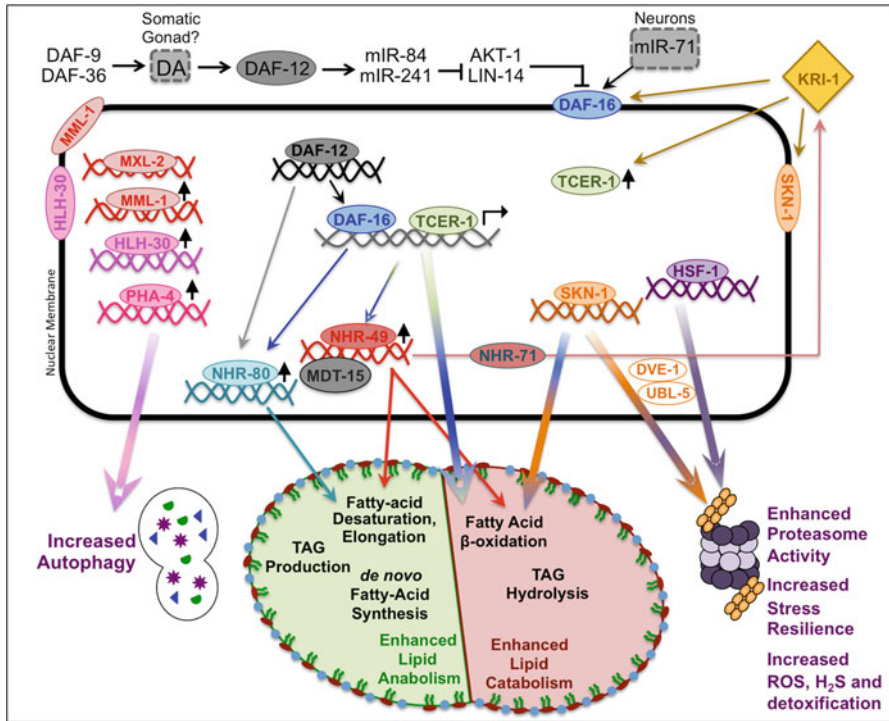 Somatic
Gonad?
Neurons
DAF-9
DAF-36
DA
DAF-12
mIR-84
mIR-241
AKT-1
LIN-14
mIR-71
DAF-16
KRI-1
MML-1
HLH-30
SKN-1
Nuclear Membrane
MXL-2
MML-1
HLH-30
PHA-4
DAF-12
DAF-16
TCER-1
TCER-1
SKN-1
HSF-1
NHR-49
NHR-80
MDT-15
NHR-71
DVE-1
UBL-5
Increased
Autophagy
Fatty-acid
Desaturation,
Elongation
TAG
Production
de novo
Fatty-Acid
Synthesis
Enhanced
Lipid
Anabolism
Fatty Acid
β-oxidation
TAG
Hydrolysis
Enhanced
Lipid
Catabolism
Enhanced
Proteasome
Activity
Increased
Stress
Resilience
Increased
ROS, H₂S and
detoxification